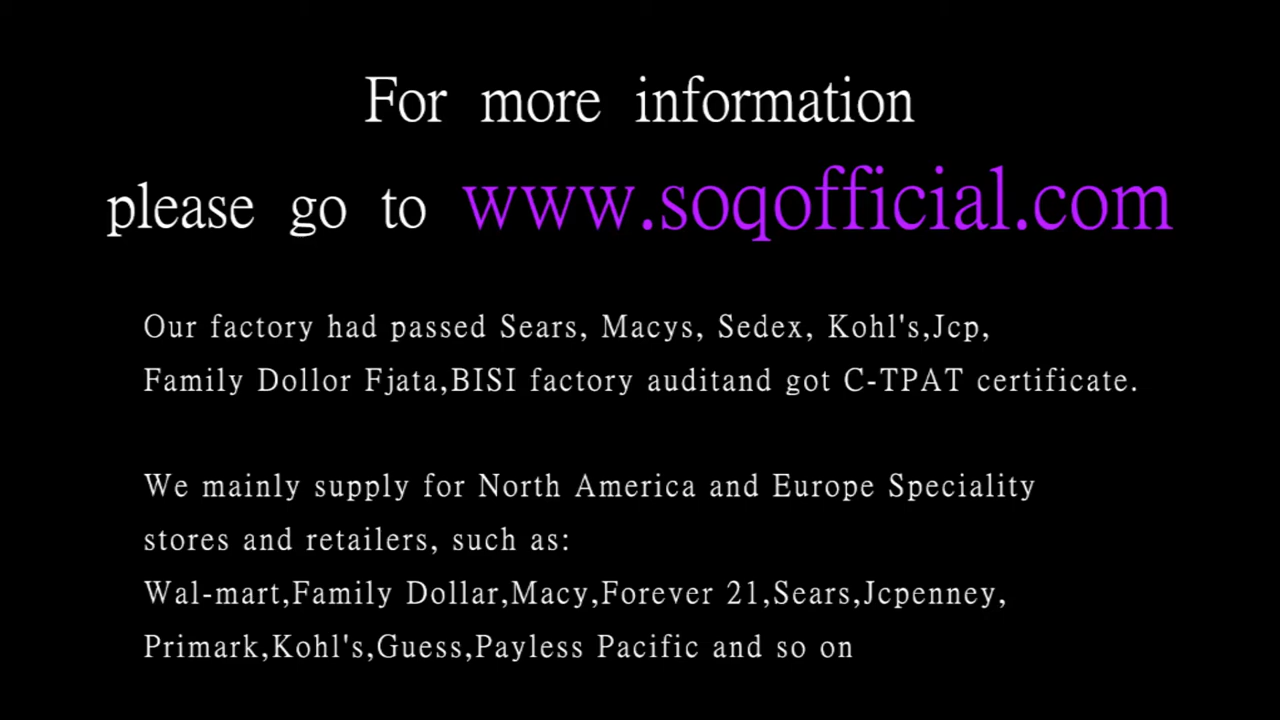 For more information
please go to www.soqofficial.com
Our factory had passed Sears, Macys, Sedex, Kohl's,Jcp,
Family Dollor Fjata,BISI factory auditand got C-TPAT certificate.
We mainly supply for North America and Europe Speciality
stores and retailers, such as:
Wal-mart,Family Dollar,Macy,Forever 21,Sears,Jcpenney,
Primark,Kohl's,Guess,Payless Pacific and so on